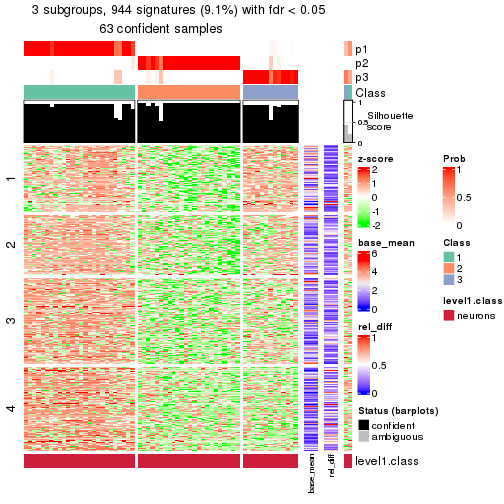 3 subgroups, 944 signatures (9.1%) with fdr < 0.05
63 confident samples
p1
p2
p3
Class
1
0.5
0
Silhouette
score
1
2
3
4
level1.class
base_mean
rel_diff
z-score
2
1
0
-1
-2
base_mean
6
4
2
0
rel_diff
1
0.5
0
Status (barplots)
confident
ambiguous
Prob
1
0.5
0
Class
1
2
3
level1.class
neurons